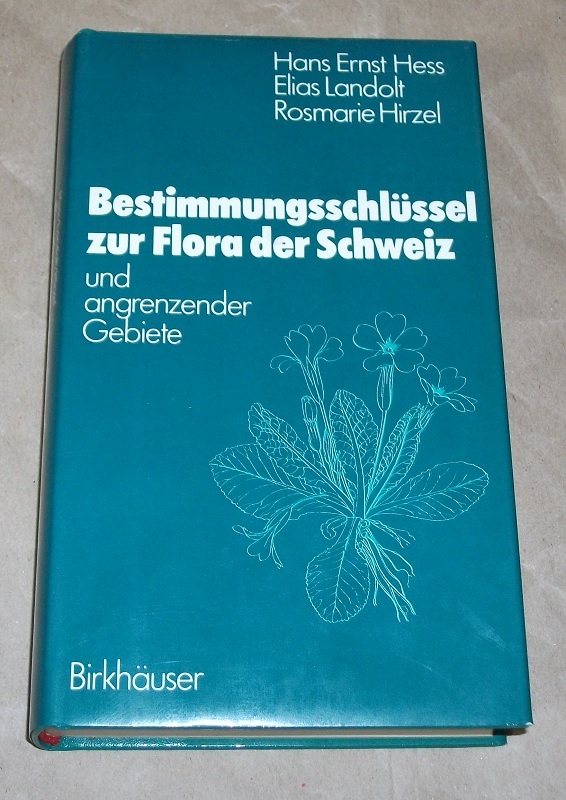 Hans Ernst Hess
Elias Landolt
Rosmarie Hirzel
Bestimmungsschlüssel
zur Flora der Schweiz
und
angrenzender
Gebiete
Birkhäuser